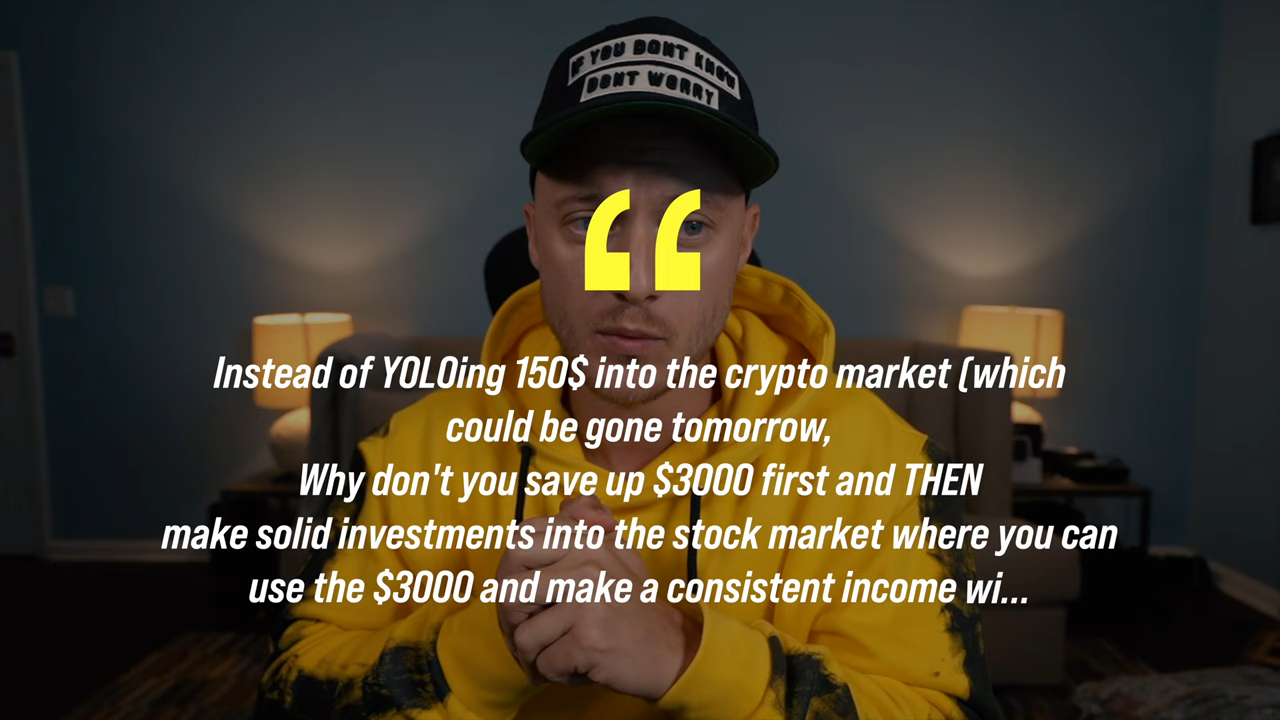 IF YOU DONT KNOW
DONT WORRY
“
Instead of YOLOing 150$ into the crypto market (which
could be gone tomorrow,
Why don't you save up $3000 first and THEN
make solid investments into the stock market where you can
use the $3000 and make a consistent income wi...